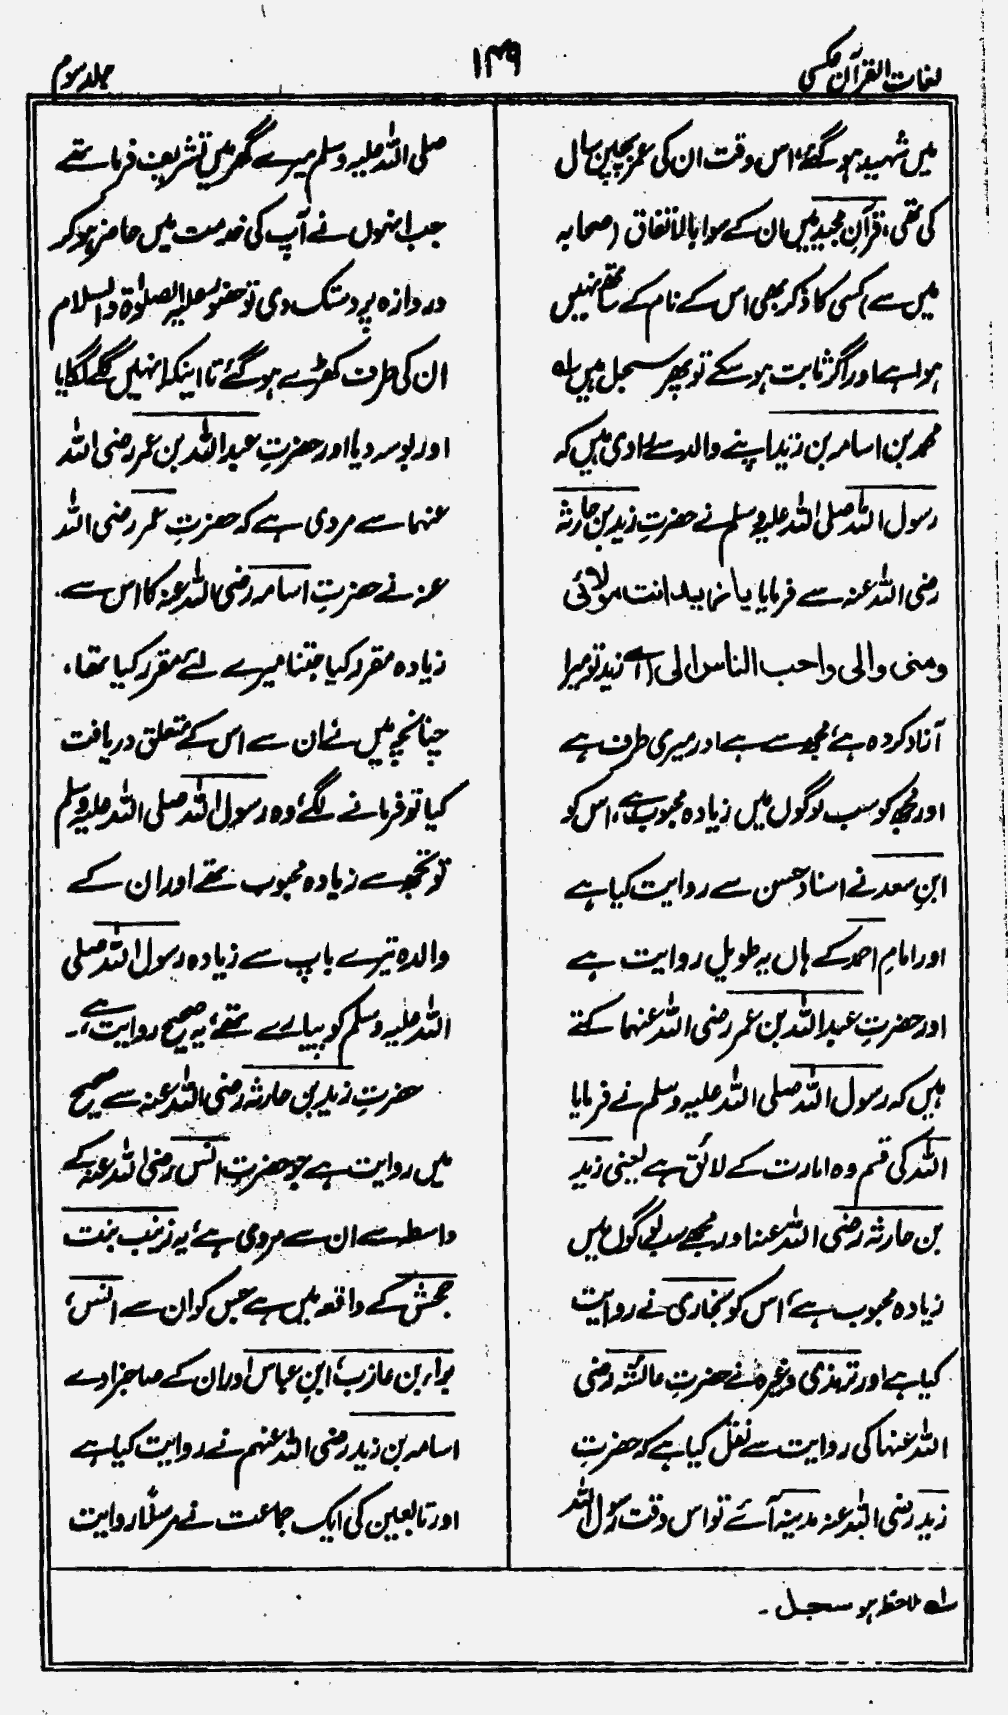 لغات القرآن عکسی
۱۴۹
جلد سوم
میں شہید ہو گئے، اس وقت ان کی عمر پچپن سال
کی تھی، قرآنِ مجید میں ان کے سوا بالاتفاق (صحابہ
میں سے) کسی کا ذکر بھی اس کے نام کے ساتھ نہیں
ہوا ہے اور اگر ثابت ہو سکے تو پھر سجل ہیں لہ
محمد بن اسامہ بن زید اپنے والد سے راوی ہیں کہ
رسول اللہ صلی اللہ علیہ وسلم نے حضرتِ زید بن حارثہ
رضی اللہ عنہ سے فرمایا یا زید انت مولائی
ومنی والی واحب الناس الی (اے زید تو میرا
آزاد کردہ ہے، مجھ سے ہے اور میری طرف ہے
اور مجھ کو سب لوگوں میں زیادہ محبوب ہے، اس کو
ابنِ سعد نے اسنادِ حسن سے روایت کیا ہے
اور امامِ احمد کے ہاں یہ طویل روایت ہے
اور حضرتِ عبد اللہ بن عمر رضی اللہ عنہما کہتے
ہیں کہ رسول اللہ صلی اللہ علیہ وسلم نے فرمایا
اللہ کی قسم وہ امارت کے لائق ہے یعنی زید
بن حارثہ رضی اللہ عنہ اور مجھے سب لوگوں میں
زیادہ محبوب ہے، اس کو بخاری نے روایت
کیا ہے اور ترمذی وغیرہ نے حضرتِ عائشہ رضی
اللہ عنہا کی روایت سے نقل کیا ہے کہ حضرتِ
زید رضی اللہ عنہ مدینہ آئے تو اس وقت رسول اللہ
صلی اللہ علیہ وسلم میرے گھر میں تشریف فرما تھے
جب انہوں نے آپ کی خدمت میں حاضر ہو کر
دروازہ پر دستک دی تو حضور علیہ الصلوٰۃ والسلام
ان کی طرف کھڑے ہو گئے تا اینکہ انہیں گلے لگایا
اور بوسہ دیا اور حضرتِ عبد اللہ بن عمر رضی اللہ
عنہما سے مروی ہے کہ حضرتِ عمر رضی اللہ
عنہ نے حضرتِ اسامہ رضی اللہ عنہ کا اس سے
زیادہ مقرر کیا جتنا میرے لئے مقرر کیا تھا،
چنانچہ میں نے ان سے اس کے متعلق دریافت
کیا تو فرمانے لگے، وہ رسول اللہ صلی اللہ علیہ وسلم
کو تجھ سے زیادہ محبوب تھے اور ان کے
والد تیرے باپ سے زیادہ رسول اللہ صلی
اللہ علیہ وسلم کو پیارے تھے، یہ صحیح روایت ہے۔
حضرتِ زید بن حارثہ رضی اللہ عنہ سے صحیح
میں روایت ہے جو حضرتِ انس رضی اللہ عنہ کے
واسطہ سے ان سے مروی ہے، یہ زینب بنت
جحش کے واقعہ میں ہے جس کو ان سے انس،
براء بن عازب، ابنِ عباس اور ان کے صاحبزادے
اسامہ بن زید رضی اللہ عنہم نے روایت کیا ہے
اور تابعین کی ایک جماعت نے مرسلاً روایت
لہ ملاحظہ ہو سجل۔